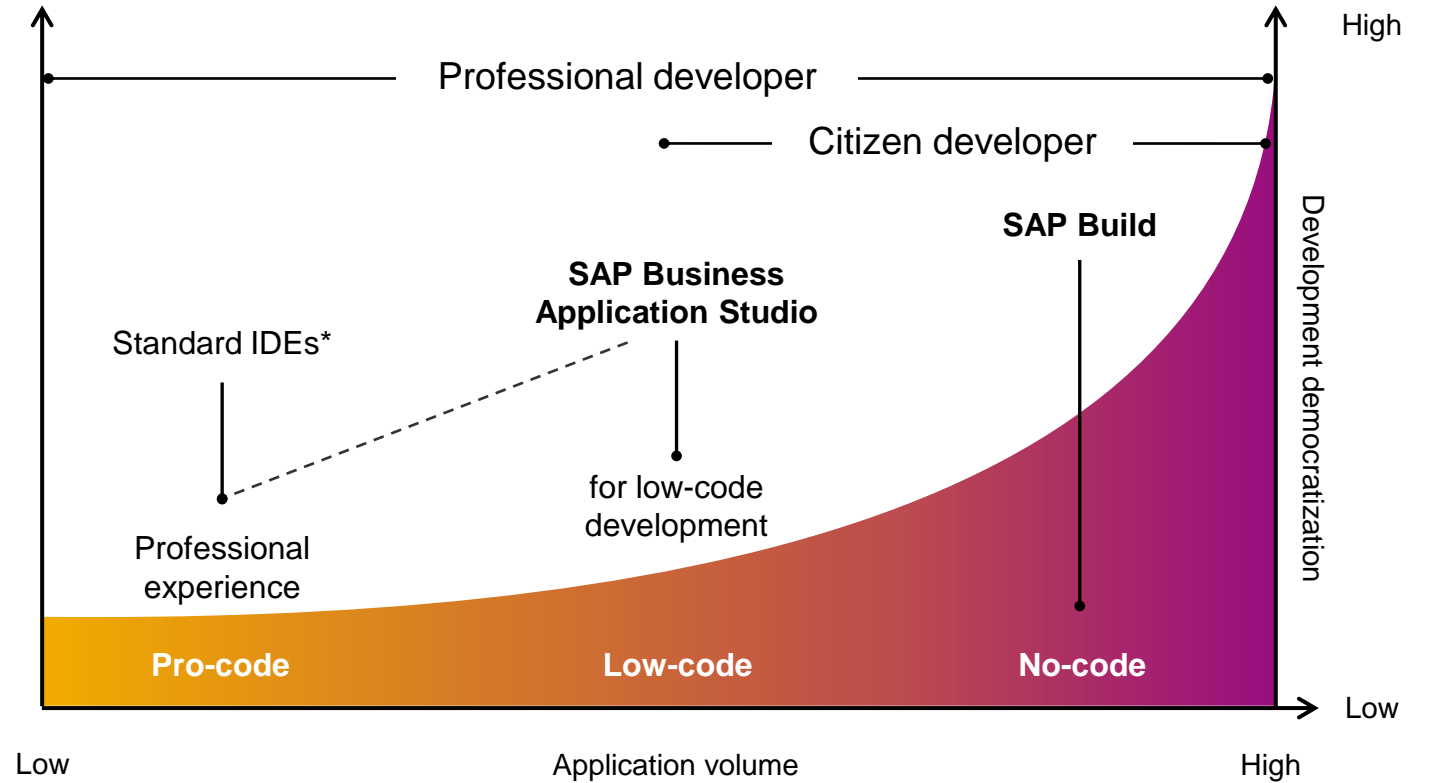 High
Professional developer
Citizen developer
SAP Build
SAP Business
Application Studio
Standard IDEs*
for low-code
development
Professional
experience
Development democratization
Pro-code
Low-code
No-code
Low
Low
Application volume
High